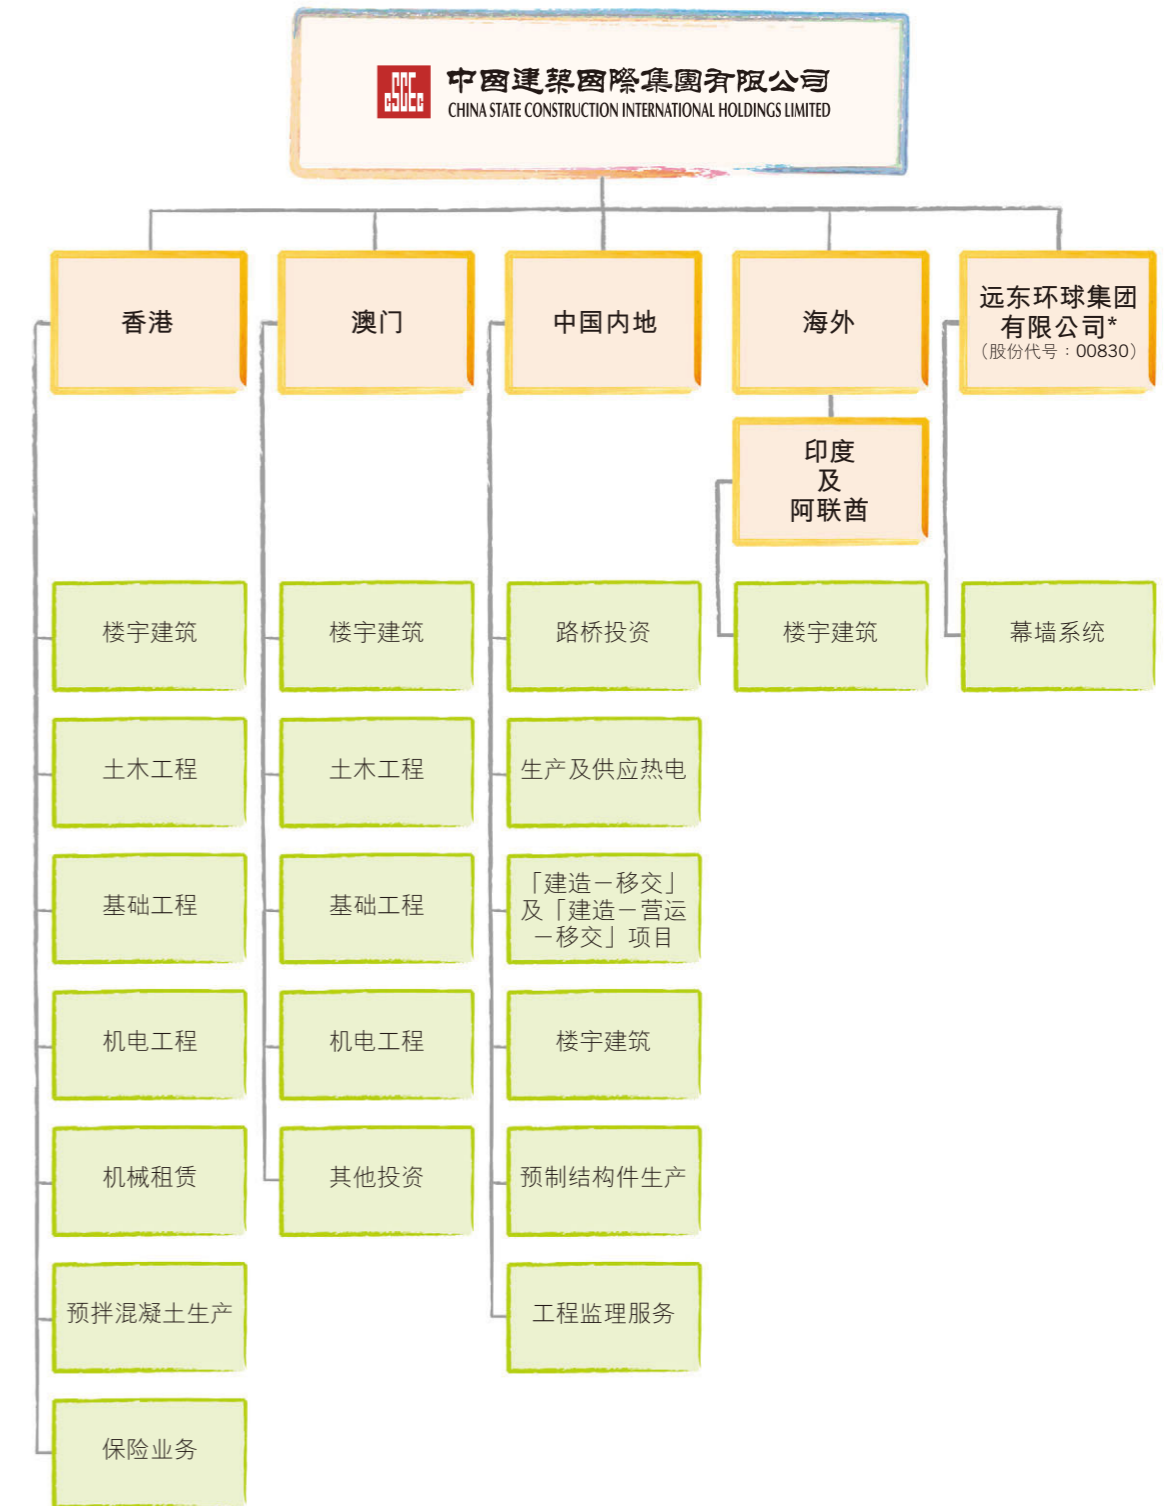 CSCEC
中國建築國際集團有限公司
CHINA STATE CONSTRUCTION INTERNATIONAL HOLDINGS LIMITED
香港
澳门
中国内地
海外
远东环球集团
有限公司*
（股份代号：00830）
印度
及
阿联酋
楼宇建筑
楼宇建筑
路桥投资
楼宇建筑
幕墙系统
土木工程
土木工程
生产及供应热电
基础工程
基础工程
「建造－移交」
及「建造－营运
－移交」项目
机电工程
机电工程
楼宇建筑
机械租赁
其他投资
预制结构件生产
预拌混凝土生产
工程监理服务
保险业务